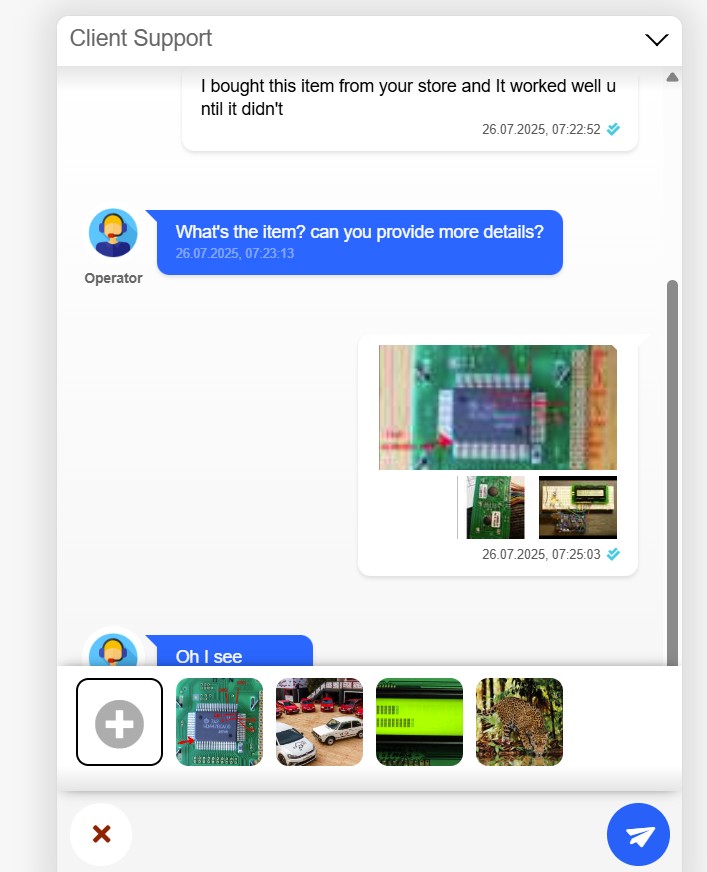 Client Support
I bought this item from your store and It worked well u
ntil it didn't
26.07.2025, 07:22:52
What's the item? can you provide more details?
26.07.2025, 07:23:13
Operator
26.07.2025, 07:25:03
Oh I see